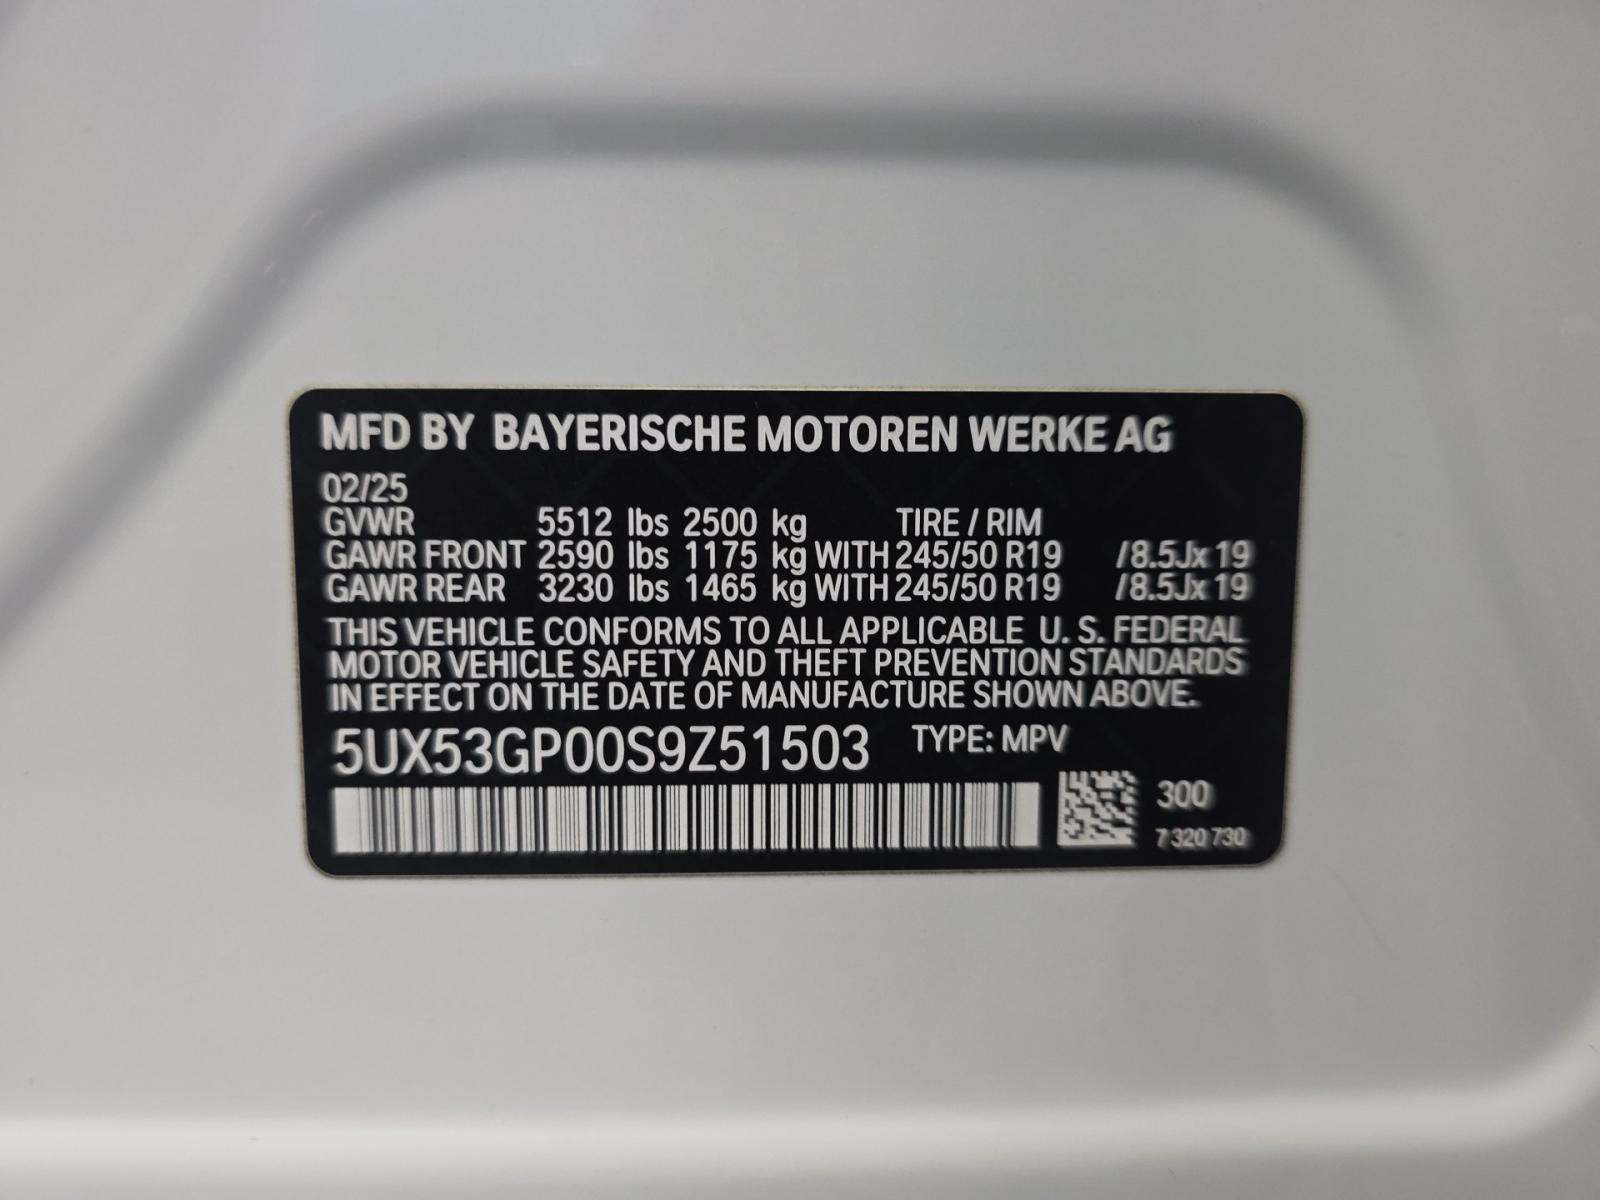 MFD BY BAYERISCHE MOTOREN WERKE AG
02/25
GVWR 5512 lbs 2500 kg TIRE / RIM
GAWR FRONT 2590 lbs 1175 kg WITH 245/50 R19 /8.5Jx 19
GAWR REAR 3230 lbs 1465 kg WITH 245/50 R19 /8.5Jx 19
THIS VEHICLE CONFORMS TO ALL APPLICABLE U. S. FEDERAL
MOTOR VEHICLE SAFETY AND THEFT PREVENTION STANDARDS
IN EFFECT ON THE DATE OF MANUFACTURE SHOWN ABOVE.
5UX53GP00S9Z51503 TYPE: MPV
300
7 320 730